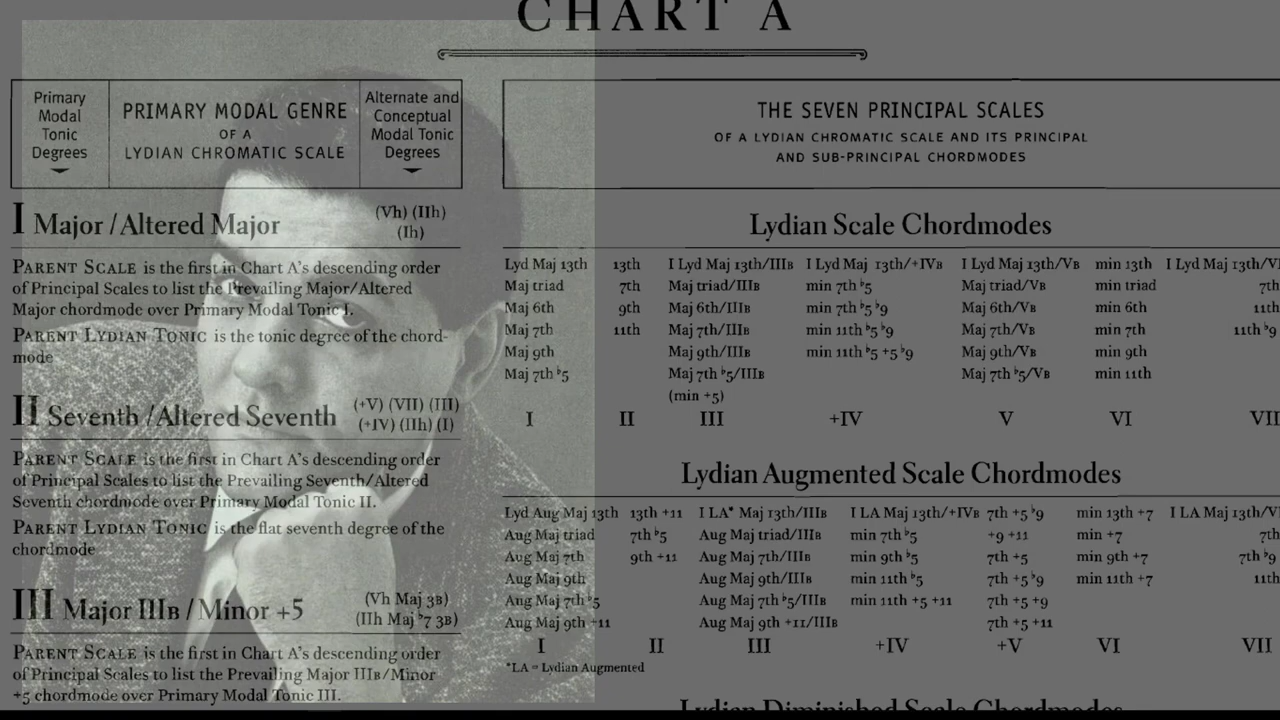 CHART A
Primary
Modal
Tonic
Degrees
PRIMARY MODAL GENRE
OF A
LYDIAN CHROMATIC SCALE
Alternate and
Conceptual
Modal Tonic
Degrees
THE SEVEN PRINCIPAL SCALES
OF A LYDIAN CHROMATIC SCALE AND ITS PRINCIPAL
AND SUB-PRINCIPAL CHORDMODES
I Major / Altered Major
(Vh) (IIh)
(Ih)
PARENT SCALE is the first in Chart A's descending order
of Principal Scales to list the Prevailing Major/Altered
Major chordmode over Primary Modal Tonic I.
PARENT LYDIAN TONIC is the tonic degree of the chord-
mode
II Seventh /Altered Seventh
(+V) (VII) (III)
(+IV) (IIh) (I)
PARENT SCALE is the first in Chart A's descending order
of Principal Scales to list the Prevailing Seventh/Altered
Seventh chordmode over Primary Modal Tonic II.
PARENT LYDIAN TONIC is the flat seventh degree of the
chordmode
III Major IIIB / Minor +5
(Vh Maj 3B)
(IIh Maj ♭7 3B)
PARENT SCALE is the first in Chart A's descending order
of Principal Scales to list the Prevailing Major IIIB/Minor
+5 chordmode over Primary Modal Tonic III.
Lydian Scale Chordmodes
Lyd Maj 13th 13th I Lyd Maj 13th/IIIB I Lyd Maj 13th/+IVB I Lyd Maj 13th/VB min 13th I Lyd Maj 13th/VI
Maj triad 7th Maj triad/IIIB min 7th ♭5 Maj triad/VB min triad 7th
Maj 6th 9th Maj 6th/IIIB min 7th ♭5 ♭9 Maj 6th/VB min 6th 11th
Maj 7th 11th Maj 7th/IIIB min 11th ♭5 ♭9 Maj 7th/VB min 7th 11th ♭9
Maj 9th Maj 9th/IIIB min 11th ♭5 +5 ♭9 Maj 9th/VB min 9th
Maj 7th ♭5 Maj 7th ♭5/IIIB Maj 7th ♭5/VB min 11th
(min +5)
I II III +IV V VI VII
Lydian Augmented Scale Chordmodes
Lyd Aug Maj 13th 13th +11 I LA* Maj 13th/IIIB I LA Maj 13th/+IVB 7th +5 ♭9 min 13th +7 I LA Maj 13th/VI
Aug Maj triad 7th ♭5 Aug Maj triad/IIIB min 7th ♭5 +9 +11 min +7 7th
Aug Maj 7th 9th +11 Aug Maj 7th/IIIB min 9th ♭5 7th +5 min 9th +7 7th ♭9
Aug Maj 9th Aug Maj 9th/IIIB min 11th ♭5 7th +5 ♭9 min 11th +7 11th
Aug Maj 7th ♭5 Aug Maj 7th ♭5/IIIB min 11th +5 +11 7th +5 +9
Aug Maj 9th +11 Aug Maj 9th +11/IIIB 7th +5 +11
I II III +IV +V VI VII
*LA = Lydian Augmented
Lydian Diminished Scale Chordmodes